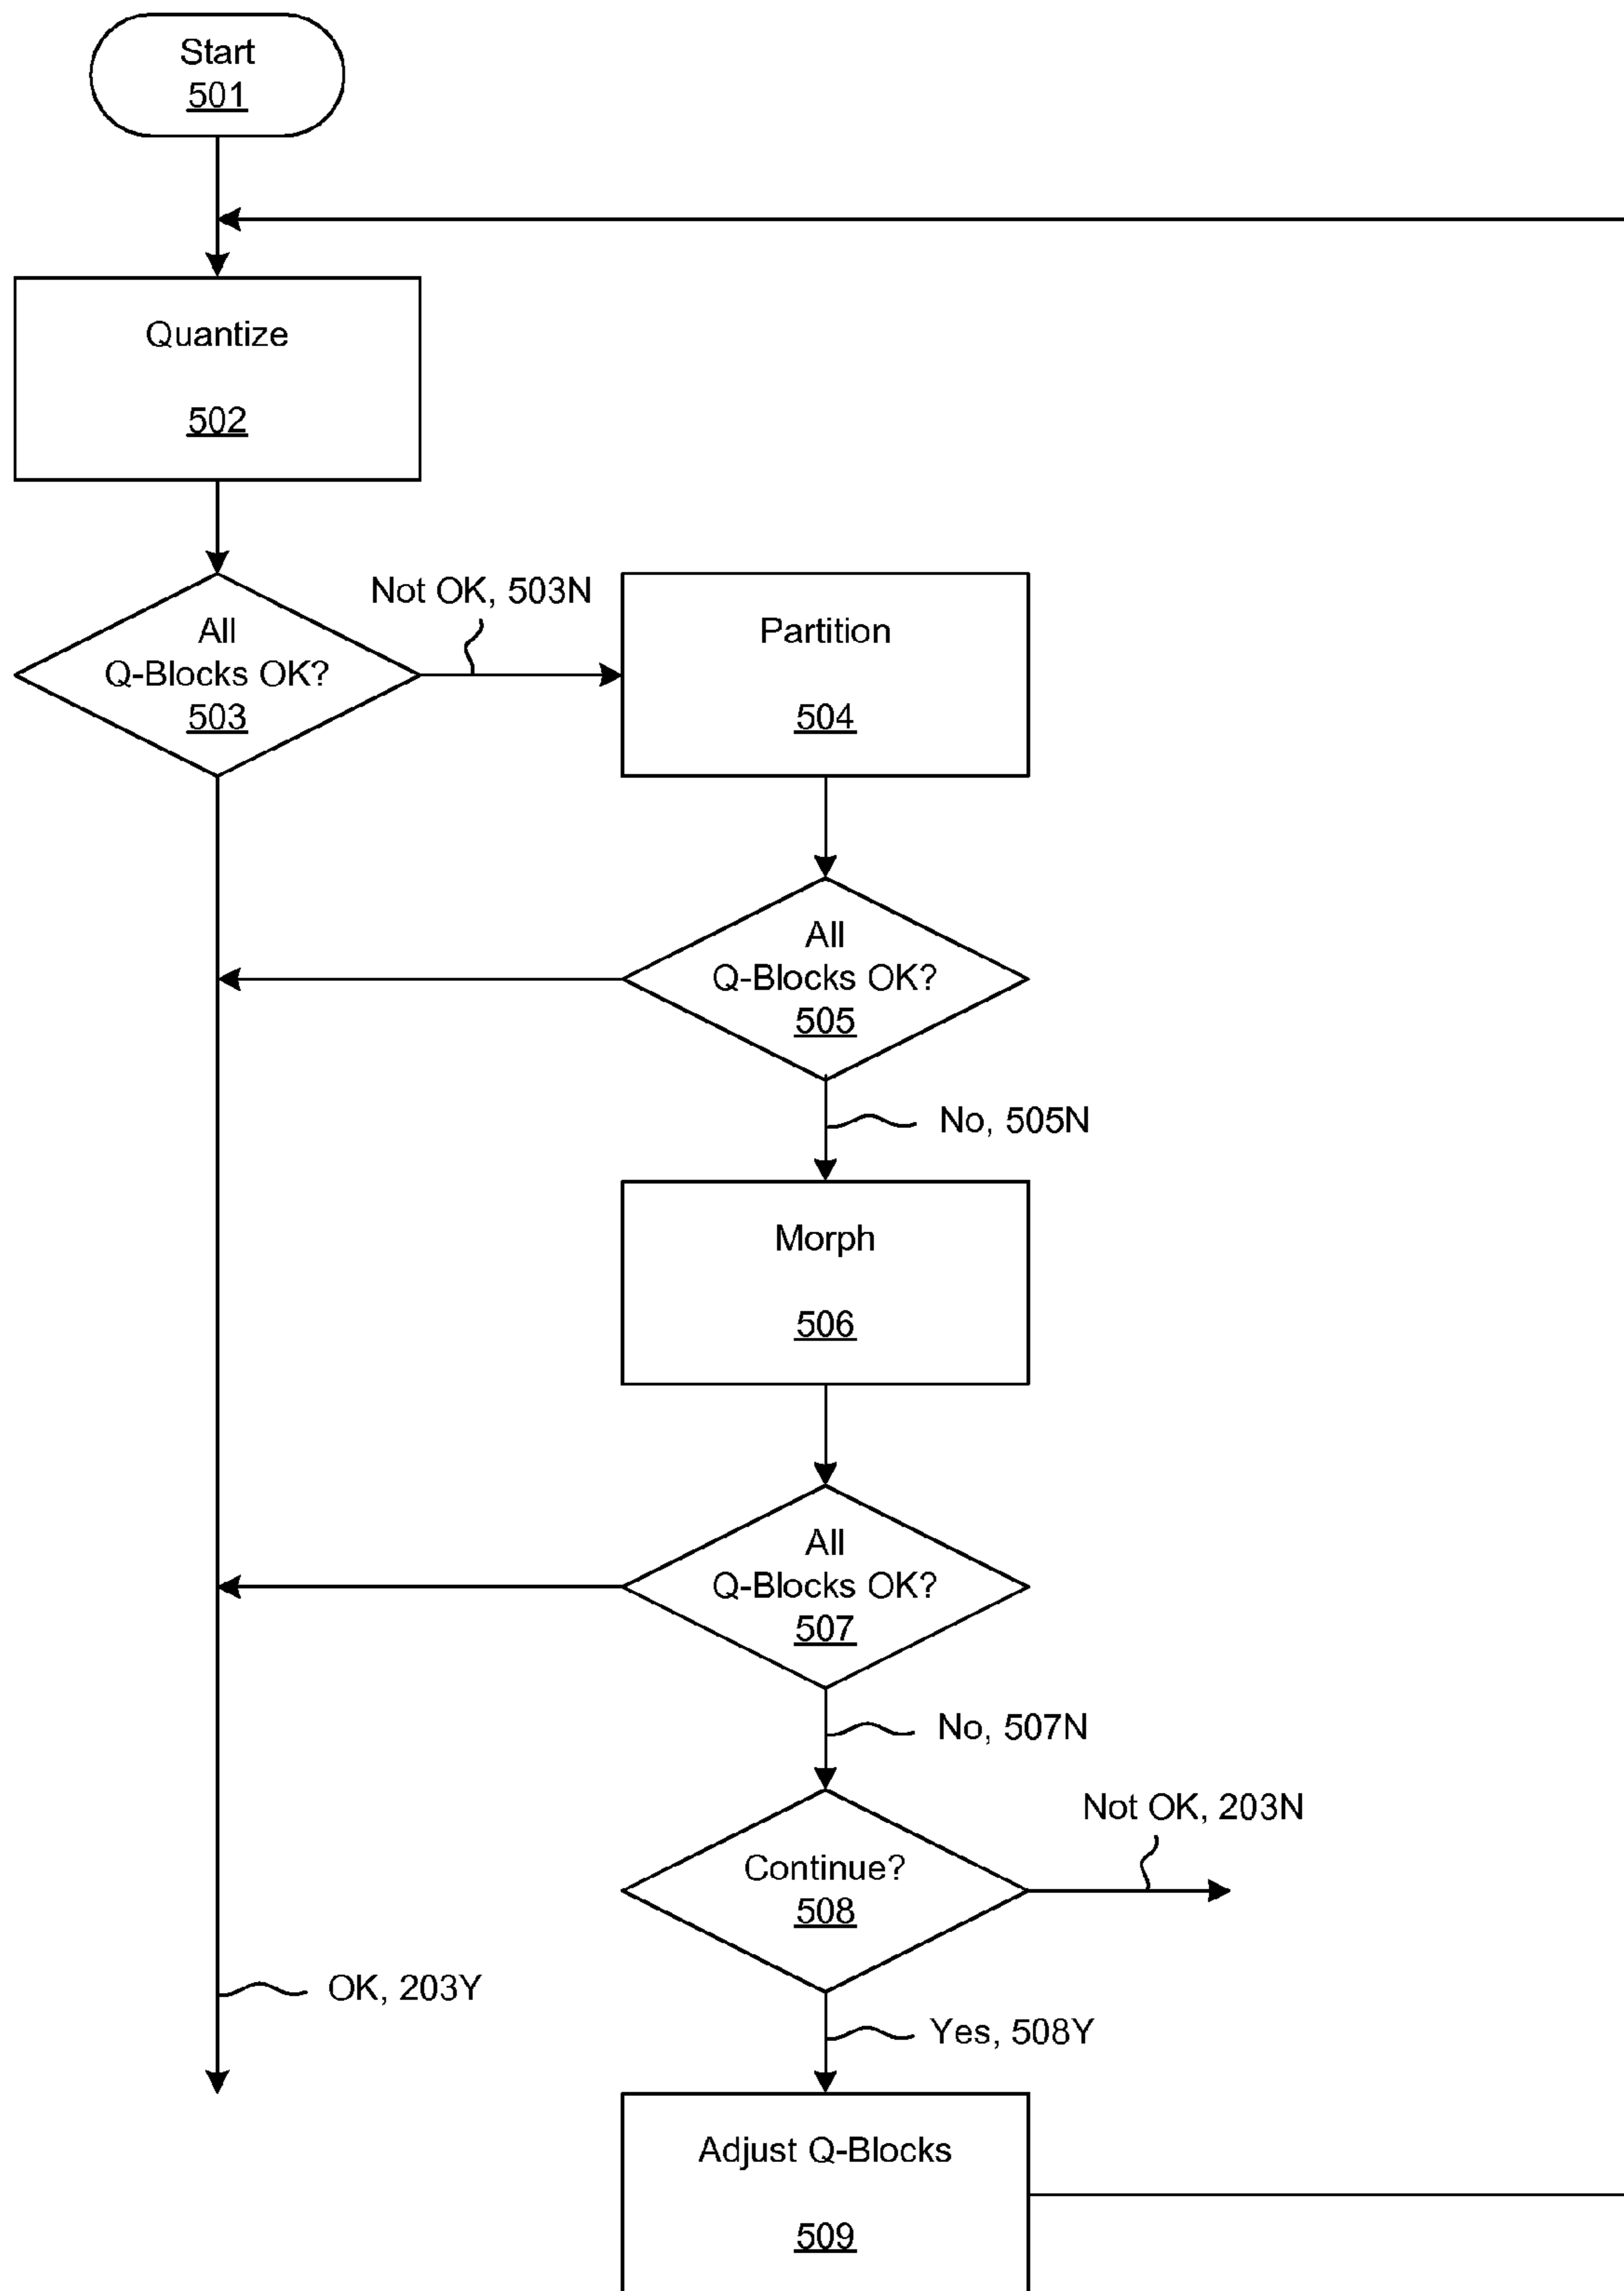 Start
501
Quantize
502
Not OK, 503N
All
Q-Blocks OK?
503
Partition
504
All
Q-Blocks OK?
505
No, 505N
Morph
506
All
Q-Blocks OK?
507
No, 507N
Not OK, 203N
Continue?
508
OK, 203Y
Yes, 508Y
Adjust Q-Blocks
509